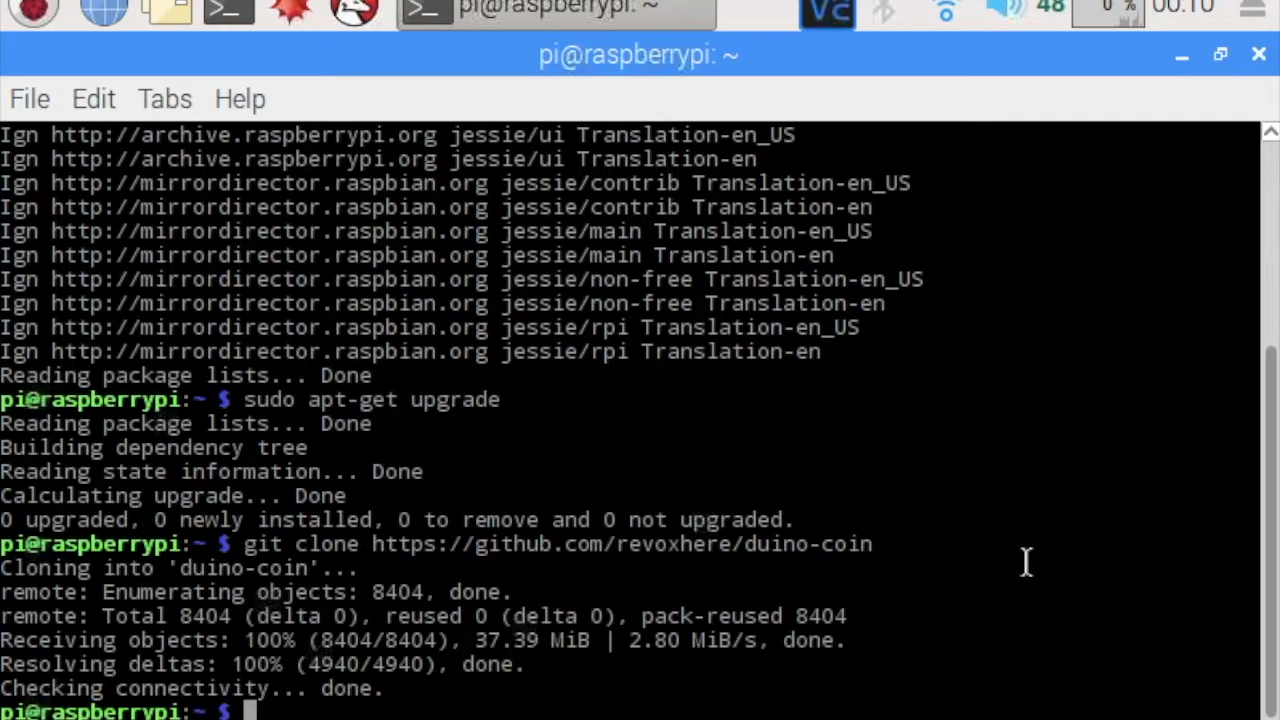 pi@raspberrypi: ~
VC
48
0 %
00:10
pi@raspberrypi: ~
File Edit Tabs Help
Ign http://archive.raspberrypi.org jessie/ui Translation-en_US
Ign http://archive.raspberrypi.org jessie/ui Translation-en
Ign http://mirrordirector.raspbian.org jessie/contrib Translation-en_US
Ign http://mirrordirector.raspbian.org jessie/contrib Translation-en
Ign http://mirrordirector.raspbian.org jessie/main Translation-en_US
Ign http://mirrordirector.raspbian.org jessie/main Translation-en
Ign http://mirrordirector.raspbian.org jessie/non-free Translation-en_US
Ign http://mirrordirector.raspbian.org jessie/non-free Translation-en
Ign http://mirrordirector.raspbian.org jessie/rpi Translation-en_US
Ign http://mirrordirector.raspbian.org jessie/rpi Translation-en
Reading package lists... Done
pi@raspberrypi:~ $ sudo apt-get upgrade
Reading package lists... Done
Building dependency tree
Reading state information... Done
Calculating upgrade... Done
0 upgraded, 0 newly installed, 0 to remove and 0 not upgraded.
pi@raspberrypi:~ $ git clone https://github.com/revoxhere/duino-coin
Cloning into 'duino-coin'...
remote: Enumerating objects: 8404, done.
remote: Total 8404 (delta 0), reused 0 (delta 0), pack-reused 8404
Receiving objects: 100% (8404/8404), 37.39 MiB | 2.80 MiB/s, done.
Resolving deltas: 100% (4940/4940), done.
Checking connectivity... done.
pi@raspberrypi:~ $